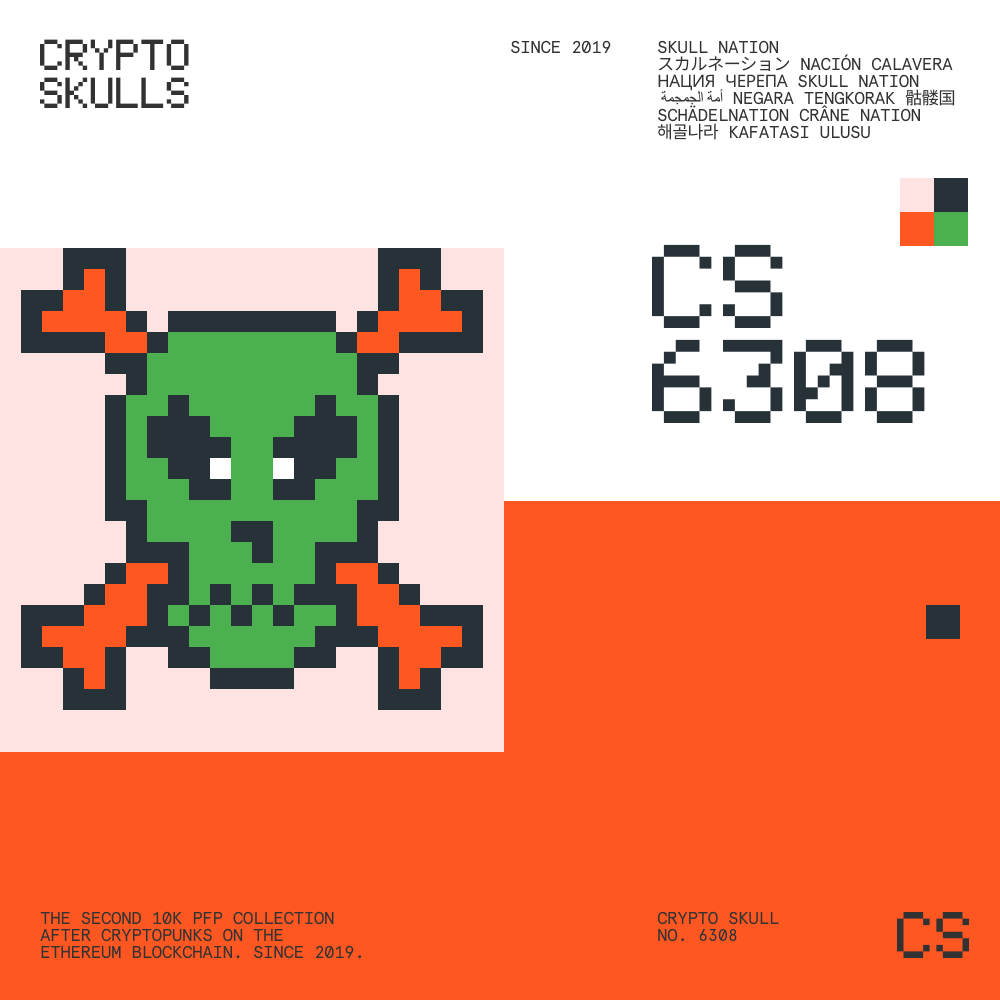 CRYPTO
SKULLS
SINCE 2019
SKULL NATION
スカルネーション NACIÓN CALAVERA
НАЦИЯ ЧЕРЕПА SKULL NATION
أمة الجمجمة NEGARA TENGKORAK 骷髅国
SCHÄDELNATION CRÂNE NATION
해골나라 KAFATASI ULUSU
CS
6308
THE SECOND 10K PFP COLLECTION
AFTER CRYPTOPUNKS ON THE
ETHEREUM BLOCKCHAIN. SINCE 2019.
CRYPTO SKULL
NO. 6308
CS